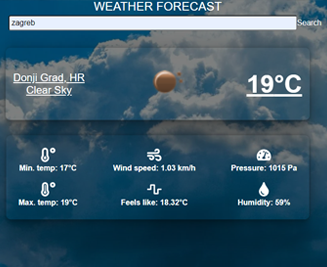 WEATHER FORECAST
zagreb Search
Donji Grad, HR
Clear Sky
19°C
Min. temp: 17°C Wind speed: 1.03 km/h Pressure: 1015 Pa
Max. temp: 19°C Feels like: 18.32°C Humidity: 59%